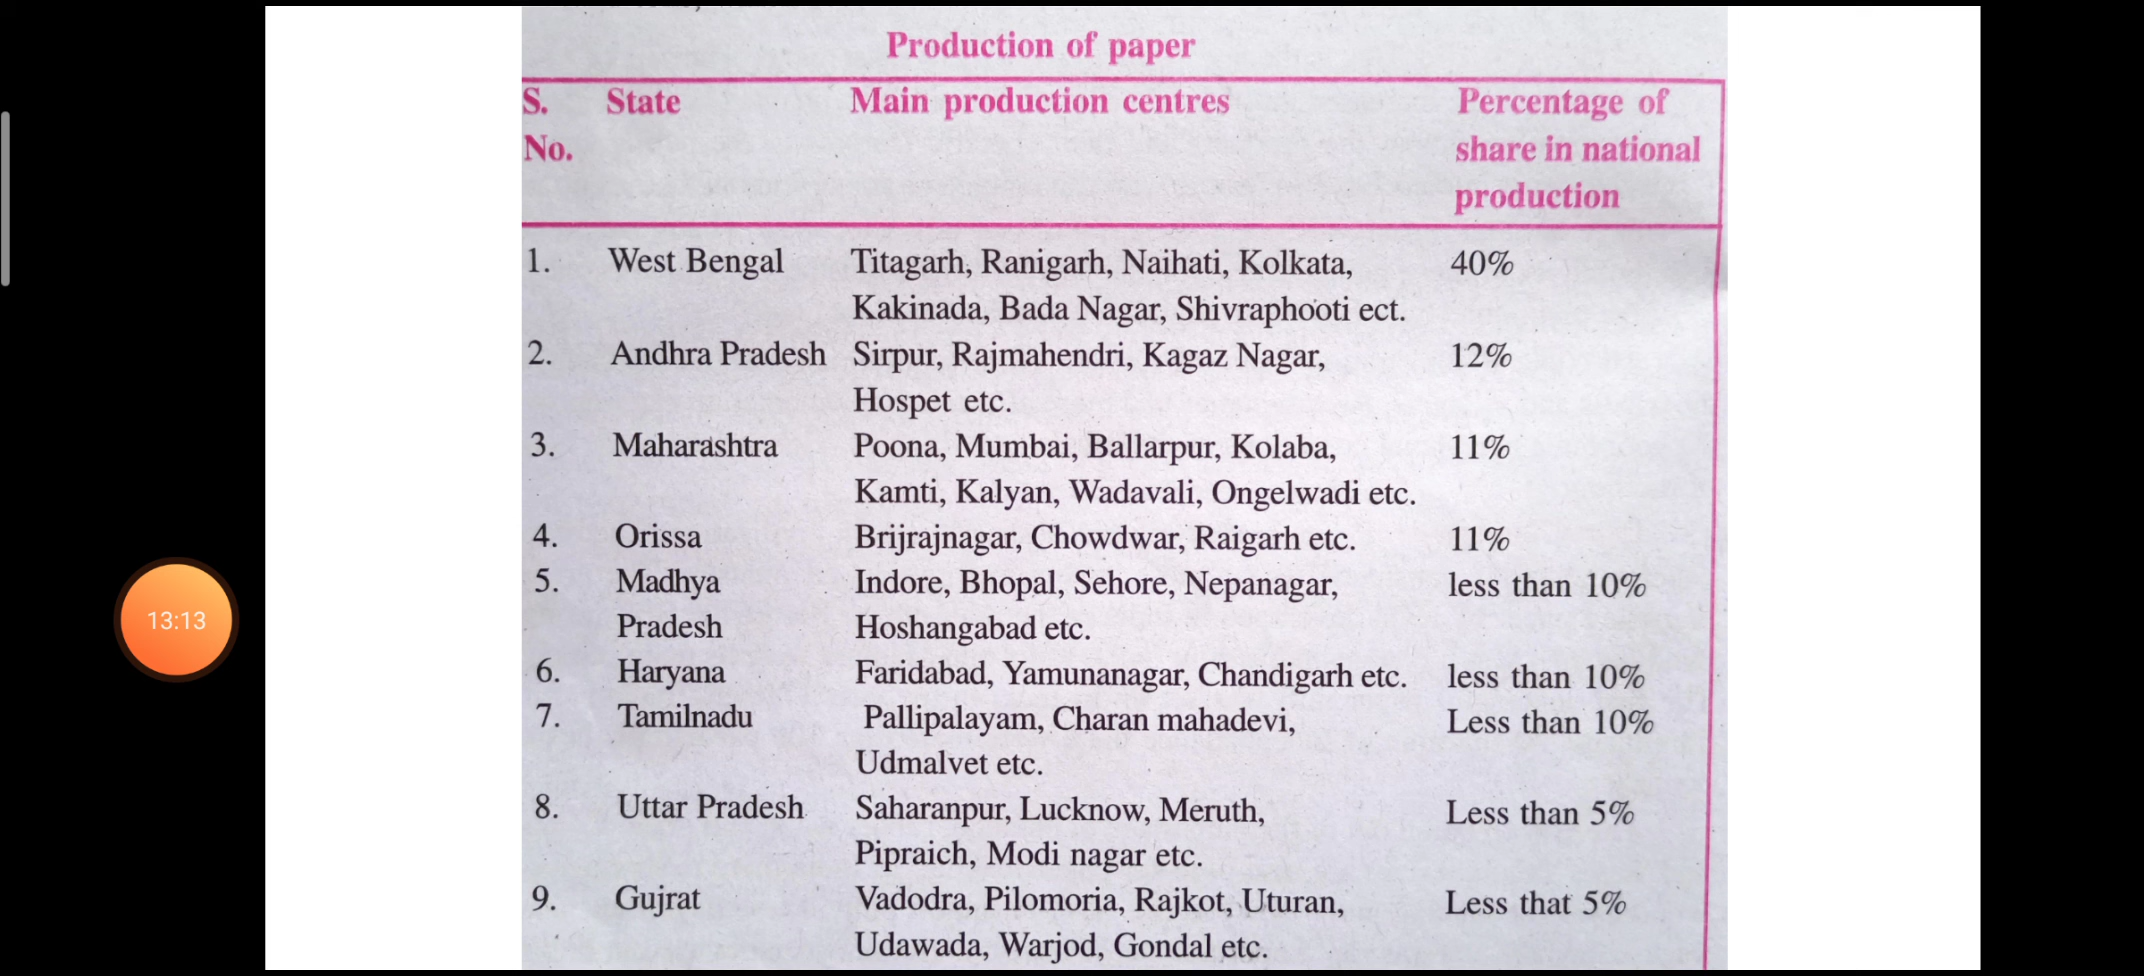 Production of paper
S. State Main production centres Percentage of
No. share in national
production
1. West Bengal Titagarh, Ranigarh, Naihati, Kolkata, 40%
Kakinada, Bada Nagar, Shivraphooti ect.
2. Andhra Pradesh Sirpur, Rajmahendri, Kagaz Nagar, 12%
Hospet etc.
3. Maharashtra Poona, Mumbai, Ballarpur, Kolaba, 11%
Kamti, Kalyan, Wadavali, Ongelwadi etc.
4. Orissa Brijrajnagar, Chowdwar, Raigarh etc. 11%
5. Madhya Indore, Bhopal, Sehore, Nepanagar, less than 10%
Pradesh Hoshangabad etc.
6. Haryana Faridabad, Yamunanagar, Chandigarh etc. less than 10%
7. Tamilnadu Pallipalayam, Charan mahadevi, Less than 10%
Udmalvet etc.
8. Uttar Pradesh Saharanpur, Lucknow, Meruth, Less than 5%
Pipraich, Modi nagar etc.
9. Gujrat Vadodra, Pilomoria, Rajkot, Uturan, Less that 5%
Udawada, Warjod, Gondal etc.
13:13